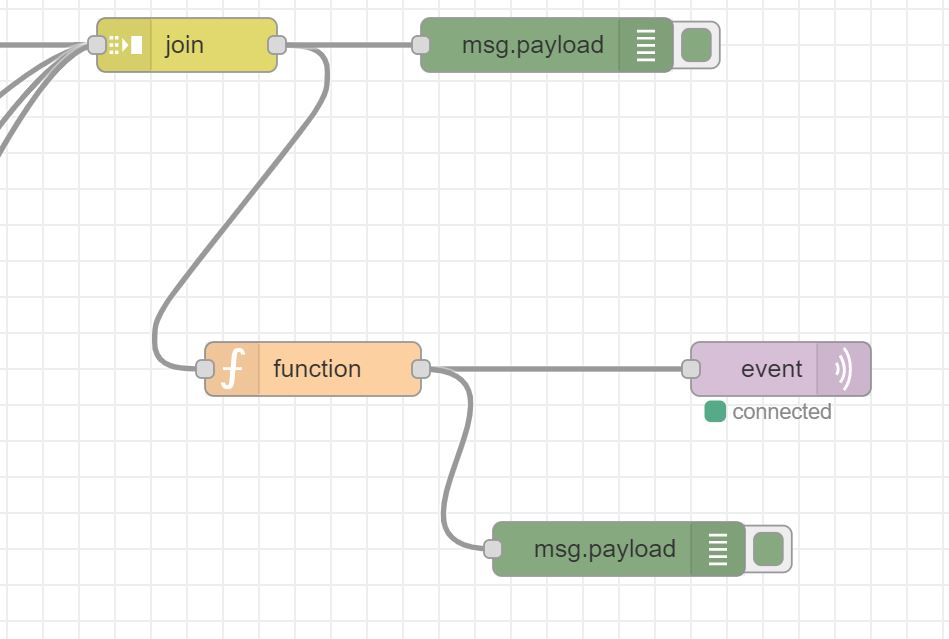 join
msg.payload
function
event
connected
msg.payload